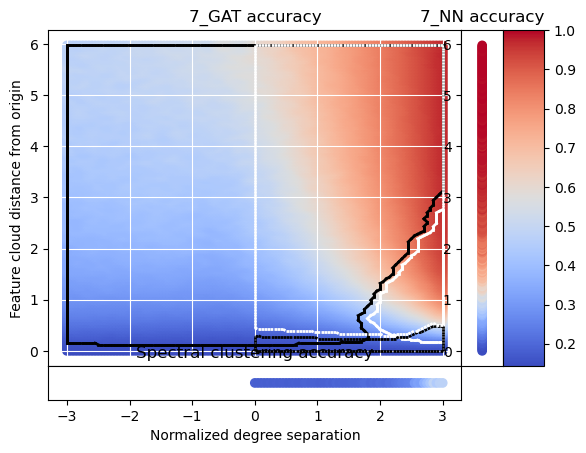 7_GAT accuracy 7_NN accuracy
6 6 1.0
5 5 0.9
4 4 0.8
0.7
3 3 0.6
2 2 0.5
0.4
1 1 0.3
0 0 0.2
Feature cloud distance from origin
Spectral clustering accuracy
−3 −2 −1 0 1 2 3
Normalized degree separation